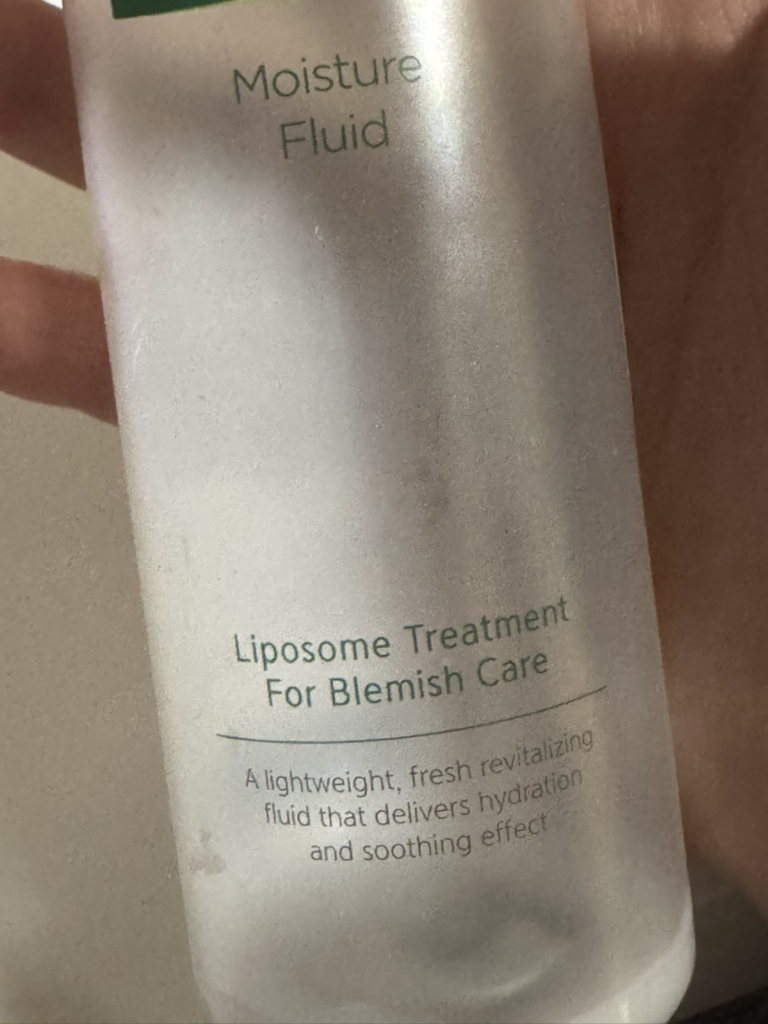 Moisture
Fluid
Liposome Treatment
For Blemish Care
A lightweight, fresh revitalizing
fluid that delivers hydration
and soothing effect